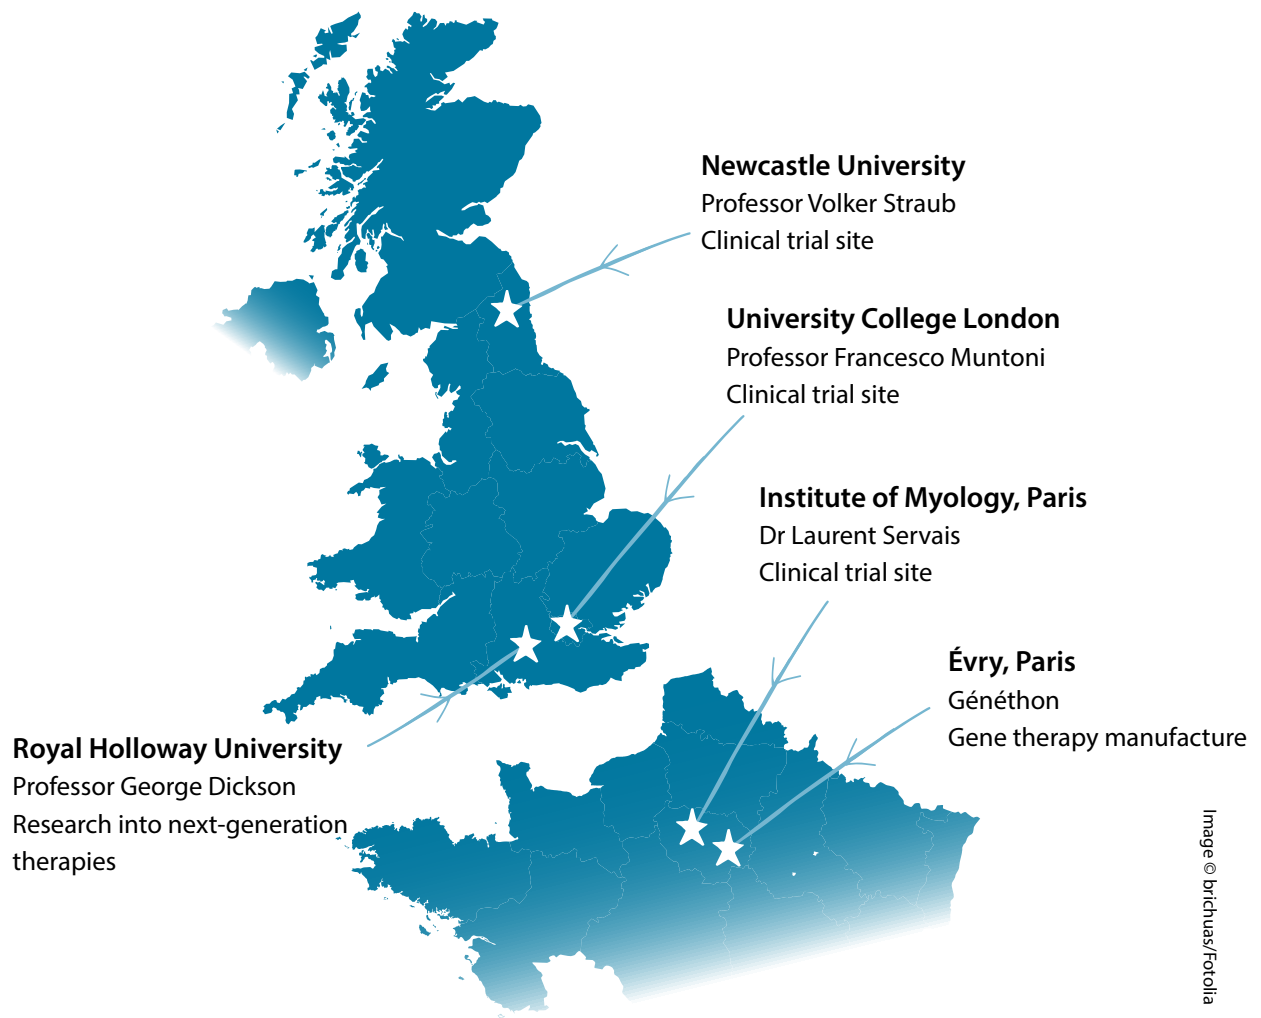 Newcastle University
Professor Volker Straub
Clinical trial site
University College London
Professor Francesco Muntoni
Clinical trial site
Institute of Myology, Paris
Dr Laurent Servais
Clinical trial site
Évry, Paris
Généthon
Gene therapy manufacture
Royal Holloway University
Professor George Dickson
Research into next-generation
therapies
Image © brichuas/Fotolia